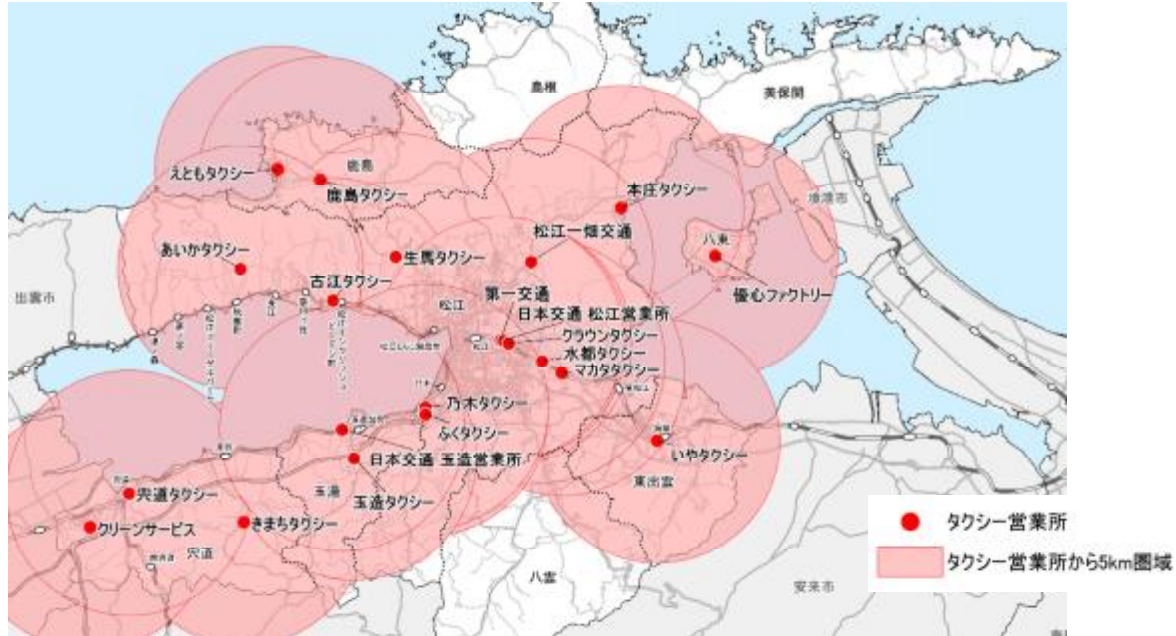 島根
美保関
鹿島
えともタクシー
鹿島タクシー
本庄タクシー
境港市
松江一畑交通
八束
あいかタクシー
生馬タクシー
古江タクシー
優心ファクトリー
出雲市
第一交通
松江
日本交通 松江営業所
クラウンタクシー
松江
水都タクシー
マカタタクシー
乃木
東松江
乃木タクシー
ふくタクシー
いやタクシー
日本交通 玉造営業所
東出雲
玉湯
玉造タクシー
宍道タクシー
クリーンサービス
きまちタクシー
宍道
南宍道
八雲
安来市
タクシー営業所
タクシー営業所から5km圏域